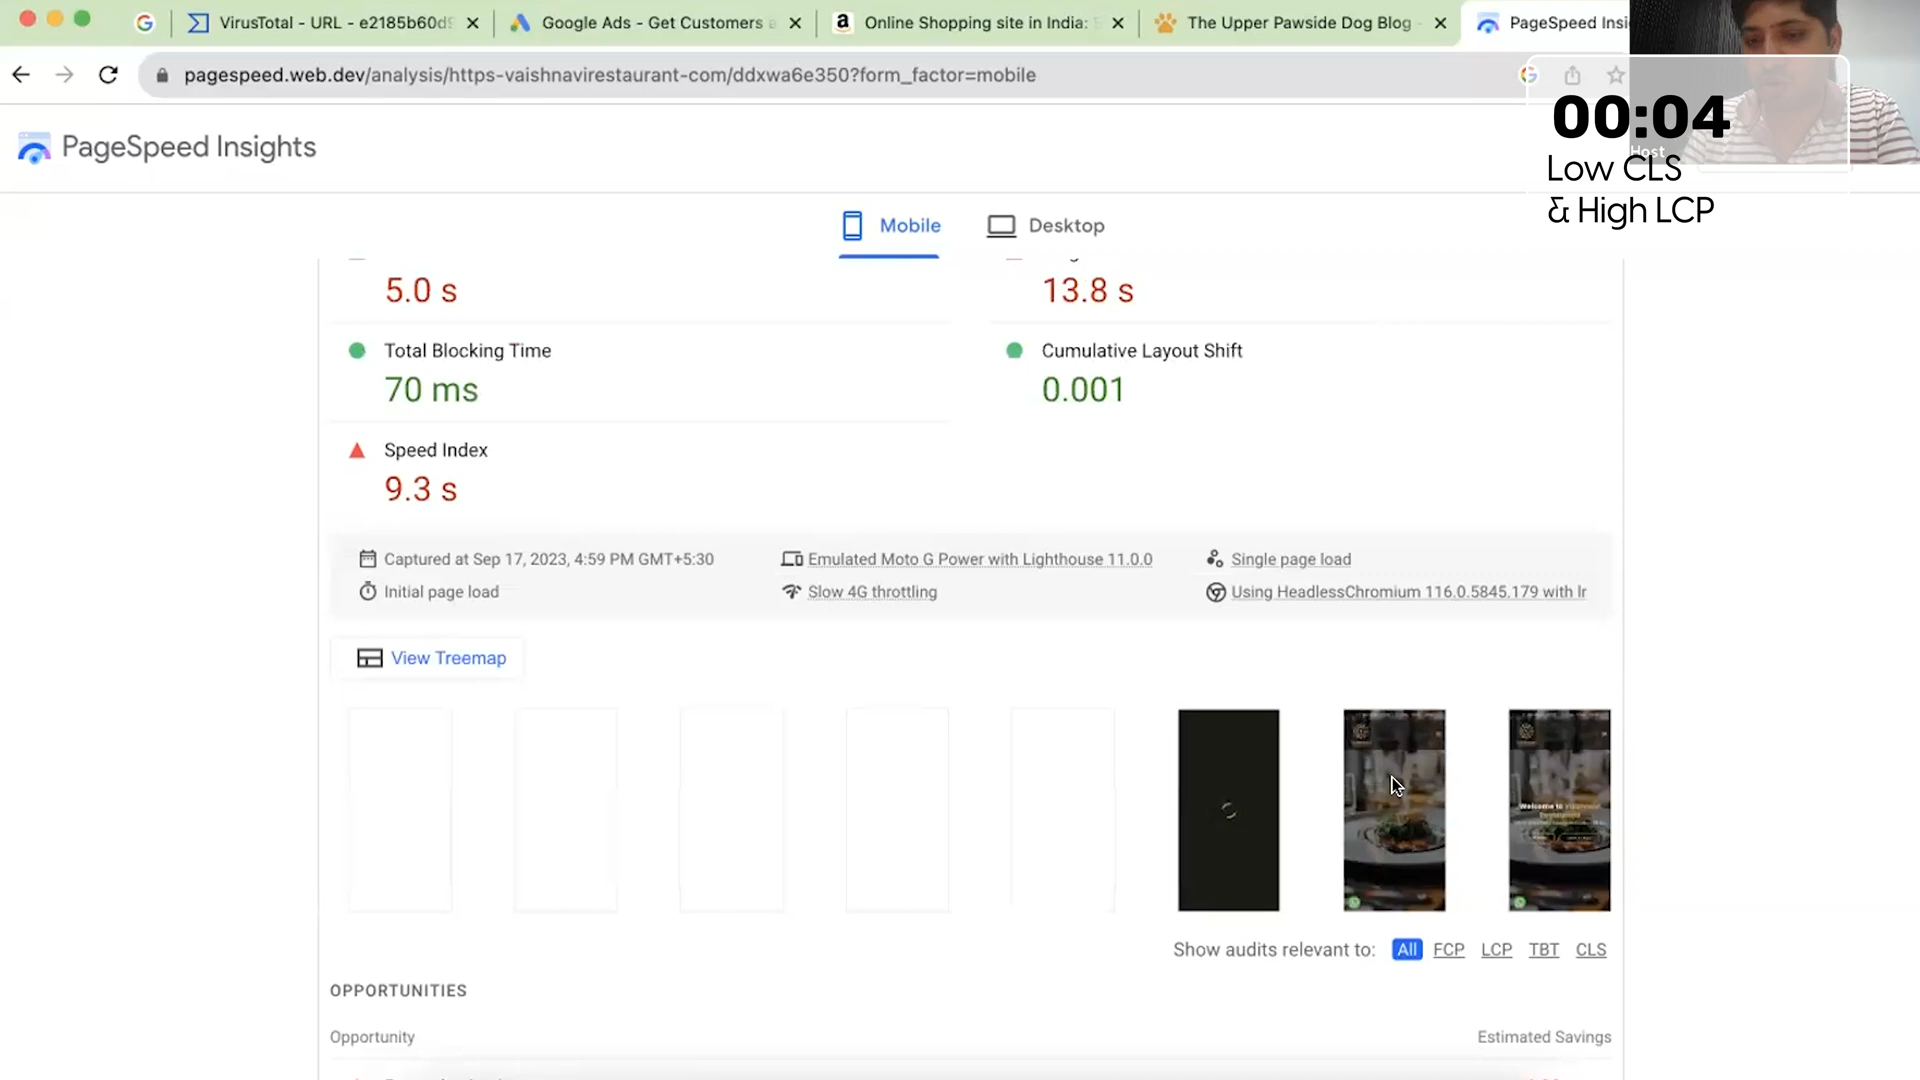 VirusTotal - URL - e2185b60d
Google Ads - Get Customers
Online Shopping site in India:
The Upper Pawside Dog Blog
PageSpeed Insi
pagespeed.web.dev/analysis/https-vaishnavirestaurant-com/ddxwa6e350?form_factor=mobile
00:04
Host
Low CLS
& High LCP
PageSpeed Insights
Mobile
Desktop
5.0 s
13.8 s
Total Blocking Time
Cumulative Layout Shift
70 ms
0.001
Speed Index
9.3 s
Captured at Sep 17, 2023, 4:59 PM GMT+5:30
Emulated Moto G Power with Lighthouse 11.0.0
Single page load
Initial page load
Slow 4G throttling
Using HeadlessChromium 116.0.5845.179 with lr
View Treemap
Welcome to
Show audits relevant to: All FCP LCP TBT CLS
OPPORTUNITIES
Opportunity
Estimated Savings